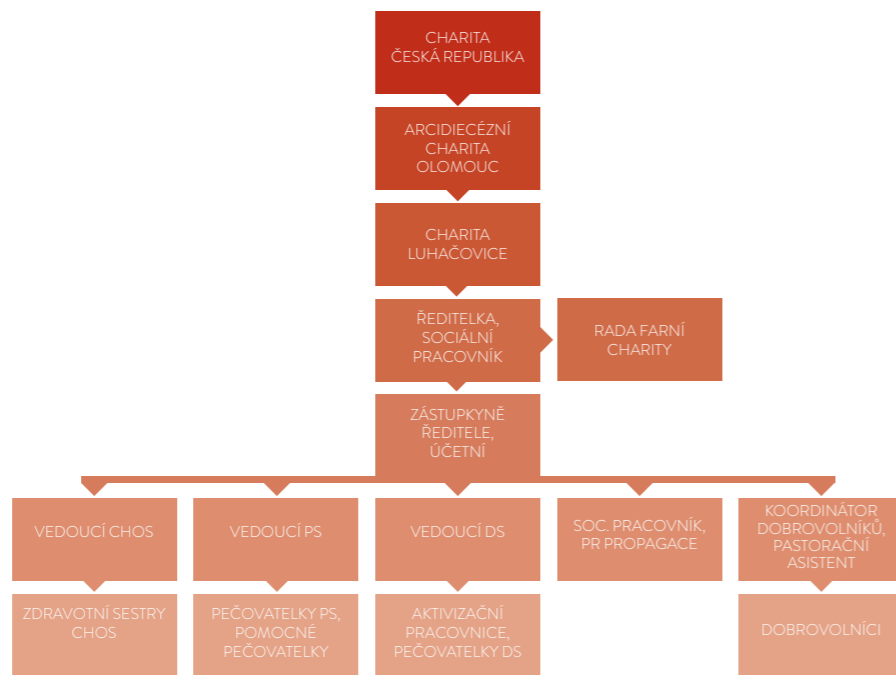 CHARITA
ČESKÁ REPUBLIKA
ARCIDIECÉZNÍ
CHARITA
OLOMOUC
CHARITA
LUHAČOVICE
ŘEDITELKA,
SOCIÁLNÍ
PRACOVNÍK
RADA FARNÍ
CHARITY
ZÁSTUPKYNĚ
ŘEDITELE,
ÚČETNÍ
VEDOUCÍ CHOS
VEDOUCÍ PS
VEDOUCÍ DS
SOC. PRACOVNÍK,
PR PROPAGACE
KOORDINÁTOR
DOBROVOLNÍKŮ,
PASTORAČNÍ
ASISTENT
ZDRAVOTNÍ SESTRY
CHOS
PEČOVATELKY PS,
POMOCNÉ
PEČOVATELKY
AKTIVIZAČNÍ
PRACOVNICE,
PEČOVATELKY DS
DOBROVOLNÍCI